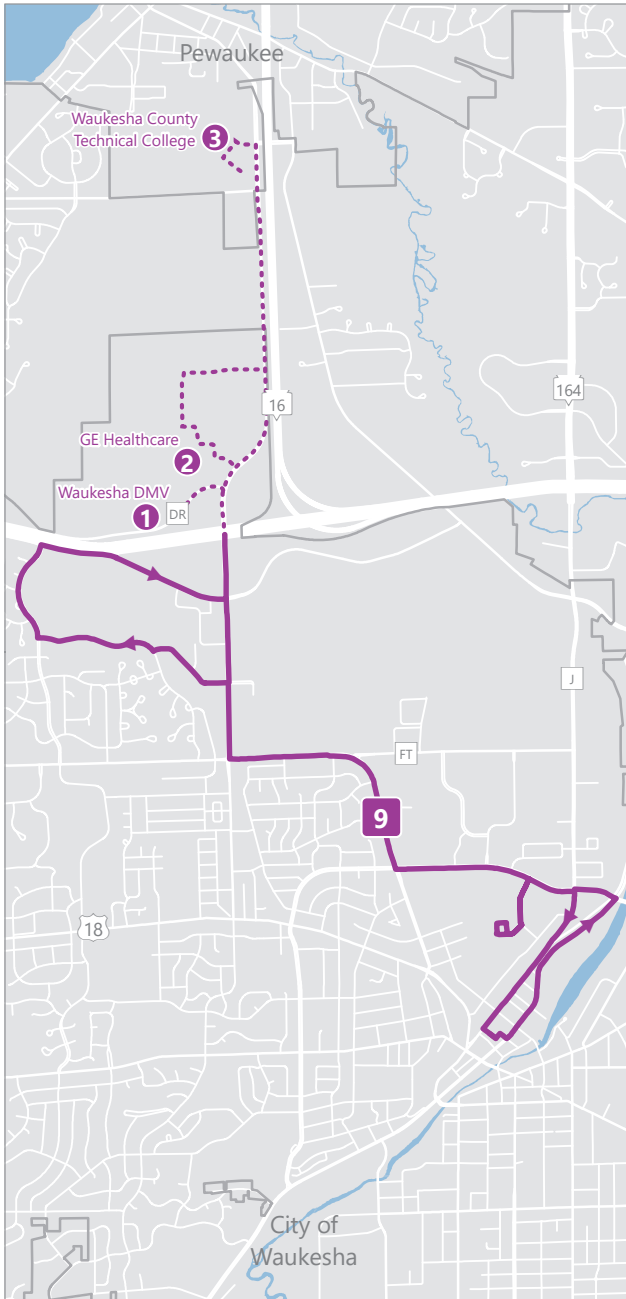 Pewaukee
Waukesha County
Technical College
3
16
164
GE Healthcare
2
Waukesha DMV
1
DR
J
FT
9
18
City of
Waukesha